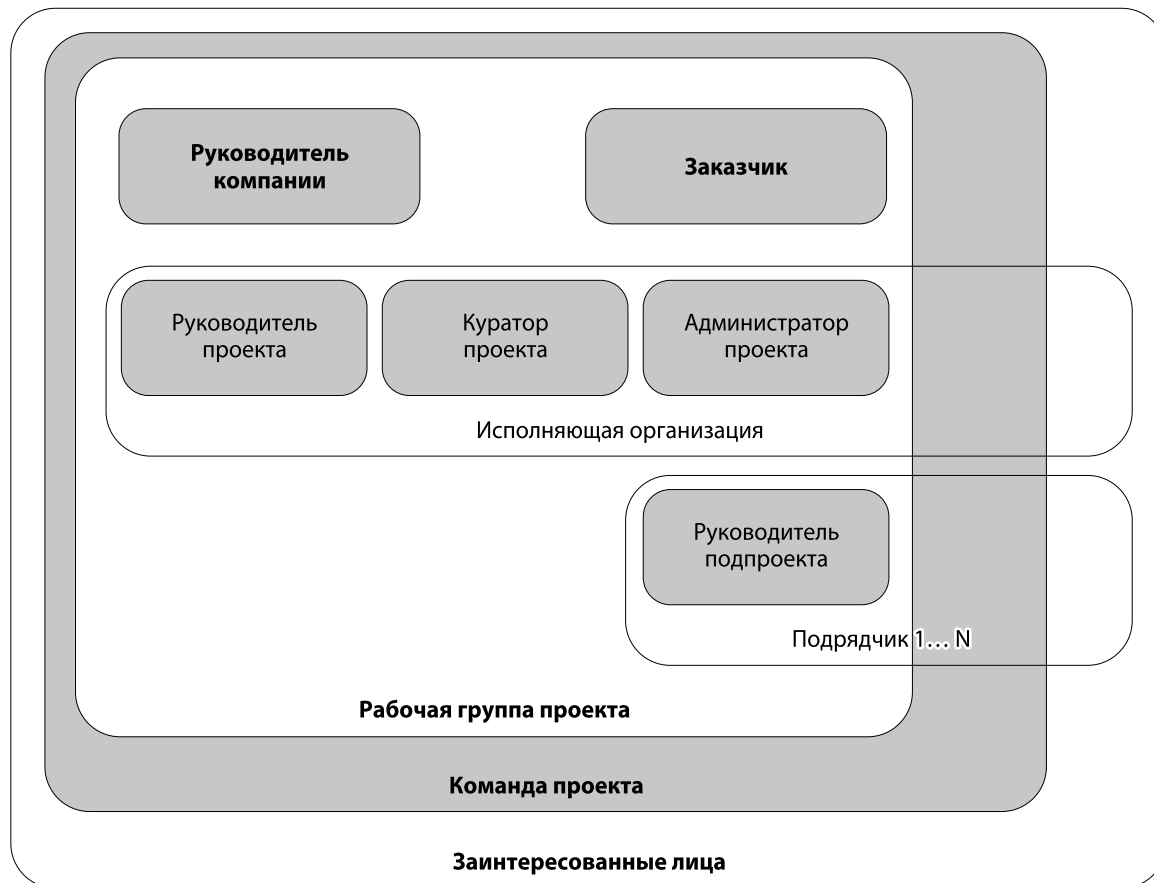 Руководитель
компании
Заказчик
Руководитель
проекта
Куратор
проекта
Администратор
проекта
Исполняющая организация
Руководитель
подпроекта
Подрядчик 1… N
Рабочая группа проекта
Команда проекта
Заинтересованные лица